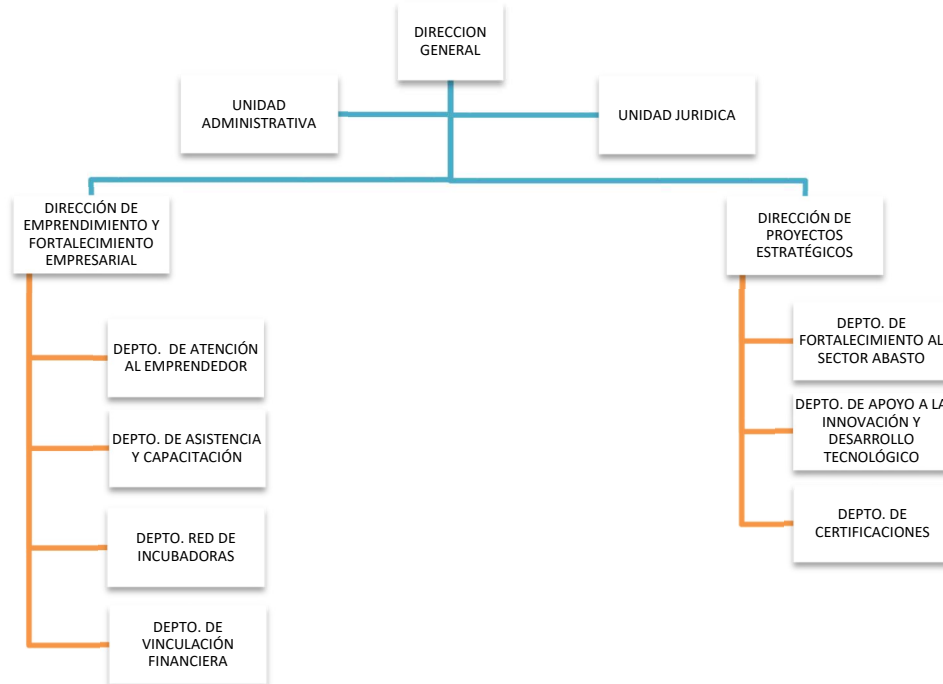 DIRECCION
GENERAL
UNIDAD
ADMINISTRATIVA
UNIDAD JURIDICA
DIRECCIÓN DE
EMPRENDIMIENTO Y
FORTALECIMIENTO
EMPRESARIAL
DIRECCIÓN DE
PROYECTOS
ESTRATÉGICOS
DEPTO. DE ATENCIÓN
AL EMPRENDEDOR
DEPTO. DE ASISTENCIA
Y CAPACITACIÓN
DEPTO. RED DE
INCUBADORAS
DEPTO. DE
VINCULACIÓN
FINANCIERA
DEPTO. DE
FORTALECIMIENTO AL
SECTOR ABASTO
DEPTO. DE APOYO A LA
INNOVACIÓN Y
DESARROLLO
TECNOLÓGICO
DEPTO. DE
CERTIFICACIONES